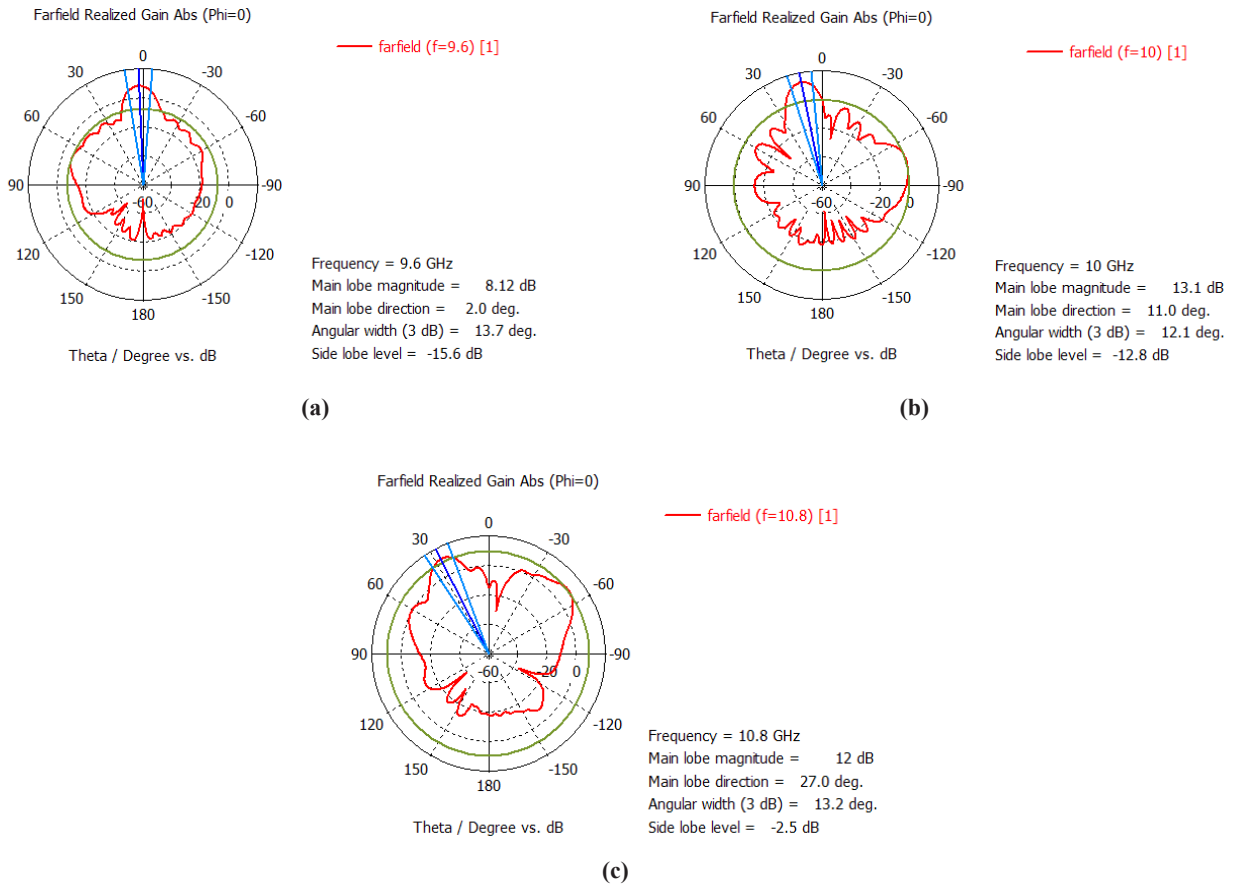 Farfield Realized Gain Abs (Phi=0)
farfield (f=9.6) [1]
0
30
-30
60
-60
90
-90
120
-120
150
-150
180
-60
-20
0
Frequency = 9.6 GHz
Main lobe magnitude = 8.12 dB
Main lobe direction = 2.0 deg.
Angular width (3 dB) = 13.7 deg.
Side lobe level = -15.6 dB
Theta / Degree vs. dB
(a)
Farfield Realized Gain Abs (Phi=0)
farfield (f=10) [1]
0
30
-30
60
-60
90
-90
120
-120
150
-150
180
-60
-20
0
Frequency = 10 GHz
Main lobe magnitude = 13.1 dB
Main lobe direction = 11.0 deg.
Angular width (3 dB) = 12.1 deg.
Side lobe level = -12.8 dB
Theta / Degree vs. dB
(b)
Farfield Realized Gain Abs (Phi=0)
farfield (f=10.8) [1]
0
30
-30
60
-60
90
-90
120
-120
150
-150
180
-60
-20
0
Frequency = 10.8 GHz
Main lobe magnitude = 12 dB
Main lobe direction = 27.0 deg.
Angular width (3 dB) = 13.2 deg.
Side lobe level = -2.5 dB
Theta / Degree vs. dB
(c)